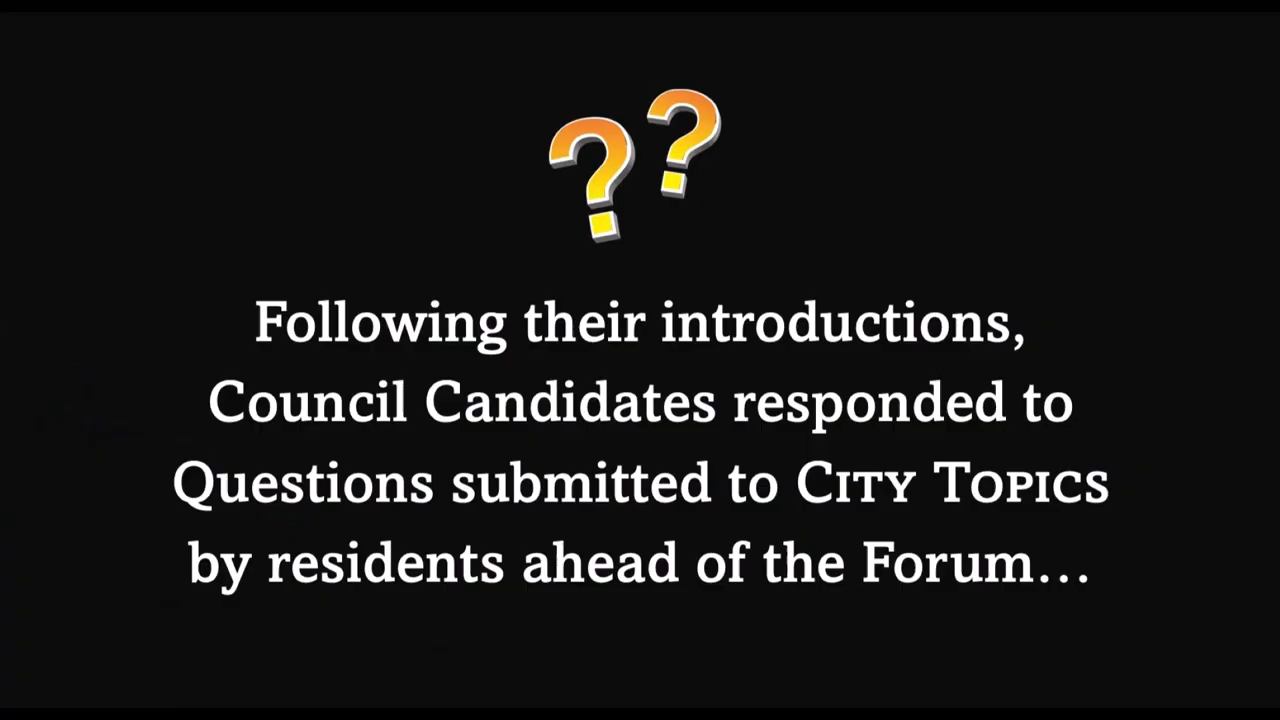 ??
Following their introductions,
Council Candidates responded to
Questions submitted to CITY TOPICS
by residents ahead of the Forum...